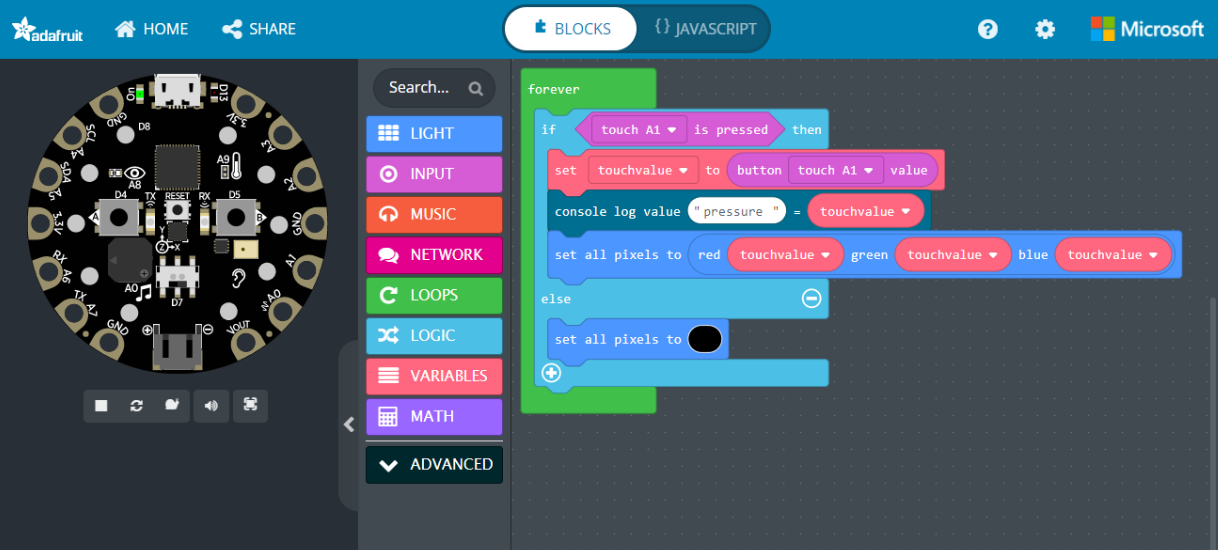 adafruit
HOME
SHARE
BLOCKS
{} JAVASCRIPT
?
Microsoft
On
D13
GND
3.3V
D8
SCL
A4
A3
SDA
A5
A9
A8
A2
D4
TX
RESET
RX
D5
3.3V
A
B
GND
Y
Z
X
RX
A6
A1
A0
D7
A0
TX
A7
GND
VOUT
Search...
LIGHT
INPUT
MUSIC
NETWORK
LOOPS
LOGIC
VARIABLES
MATH
ADVANCED
forever
if touch A1 is pressed then
set touchvalue to button touch A1 value
console log value "pressure " = touchvalue
set all pixels to red touchvalue green touchvalue blue touchvalue
else
set all pixels to